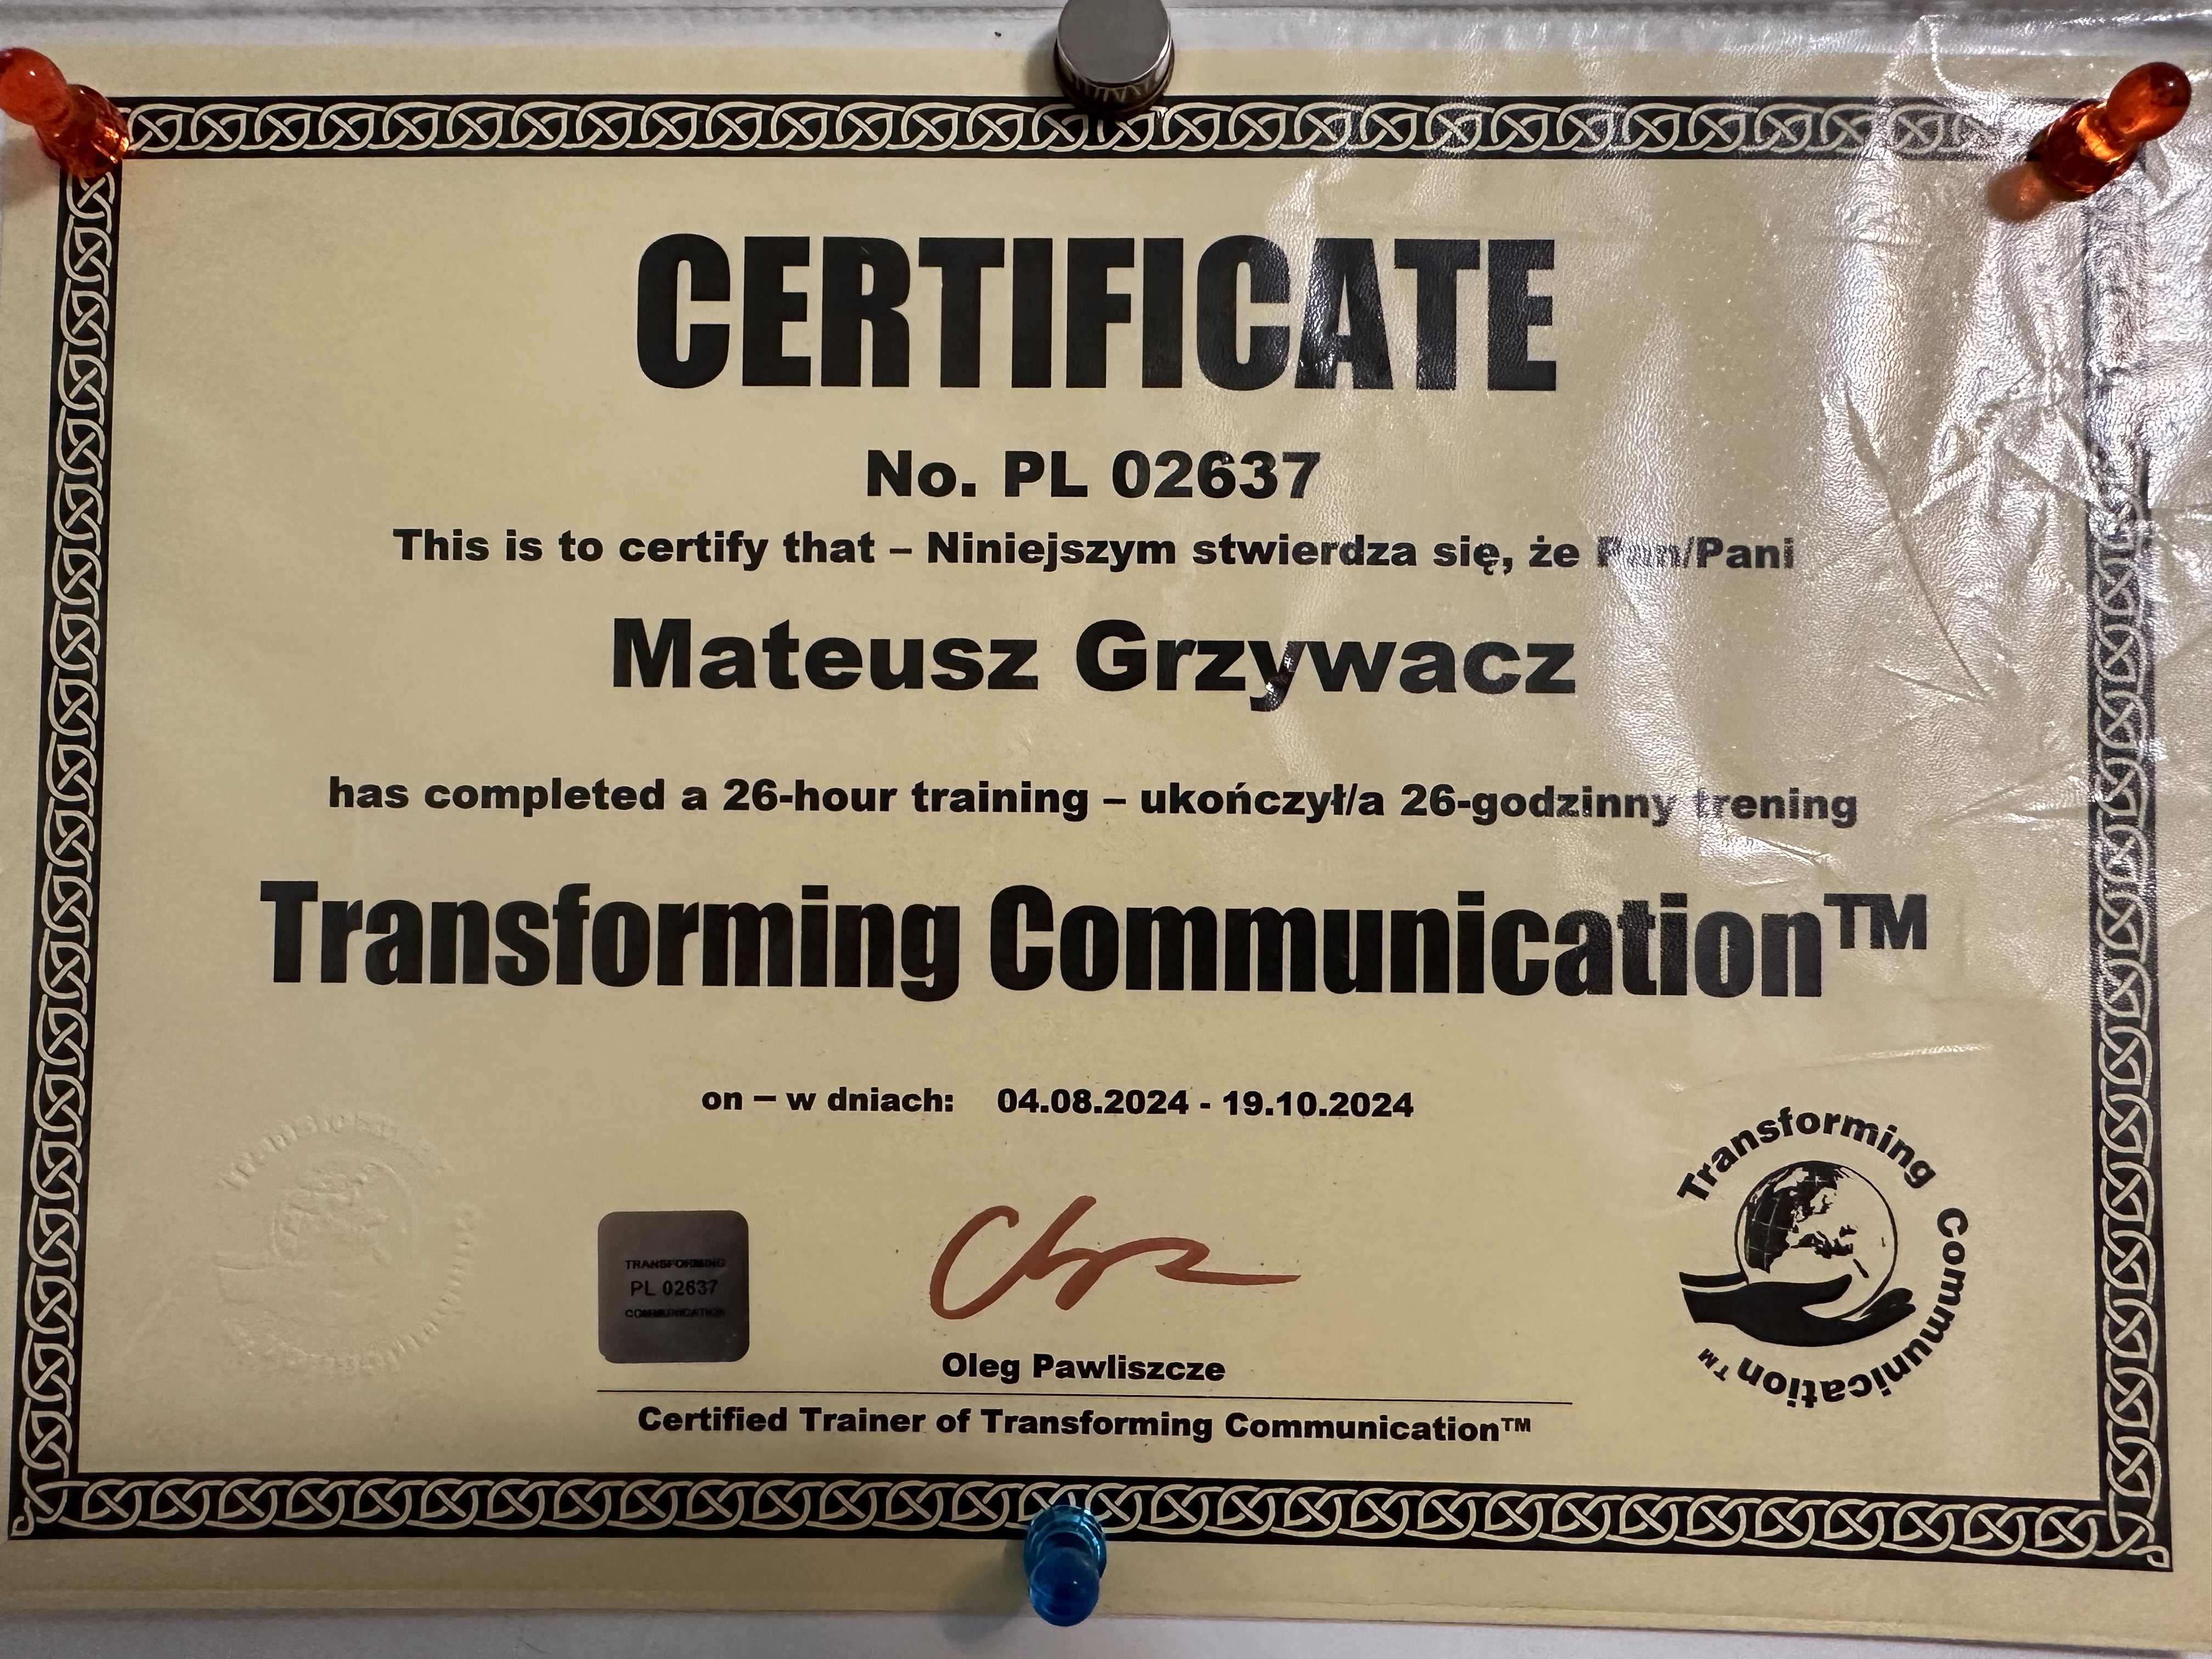 CERTIFICATE
No. PL 02637
This is to certify that – Niniejszym stwierdza się, że Pan/Pani
Mateusz Grzywacz
has completed a 26-hour training – ukończył/a 26-godzinny trening
Transforming Communication™
on – w dniach: 04.08.2024 - 19.10.2024
TRANSFORMING
PL 02637
COMMUNICATION
Oleg Pawliszcze
Certified Trainer of Transforming Communication™
Transforming Communication™